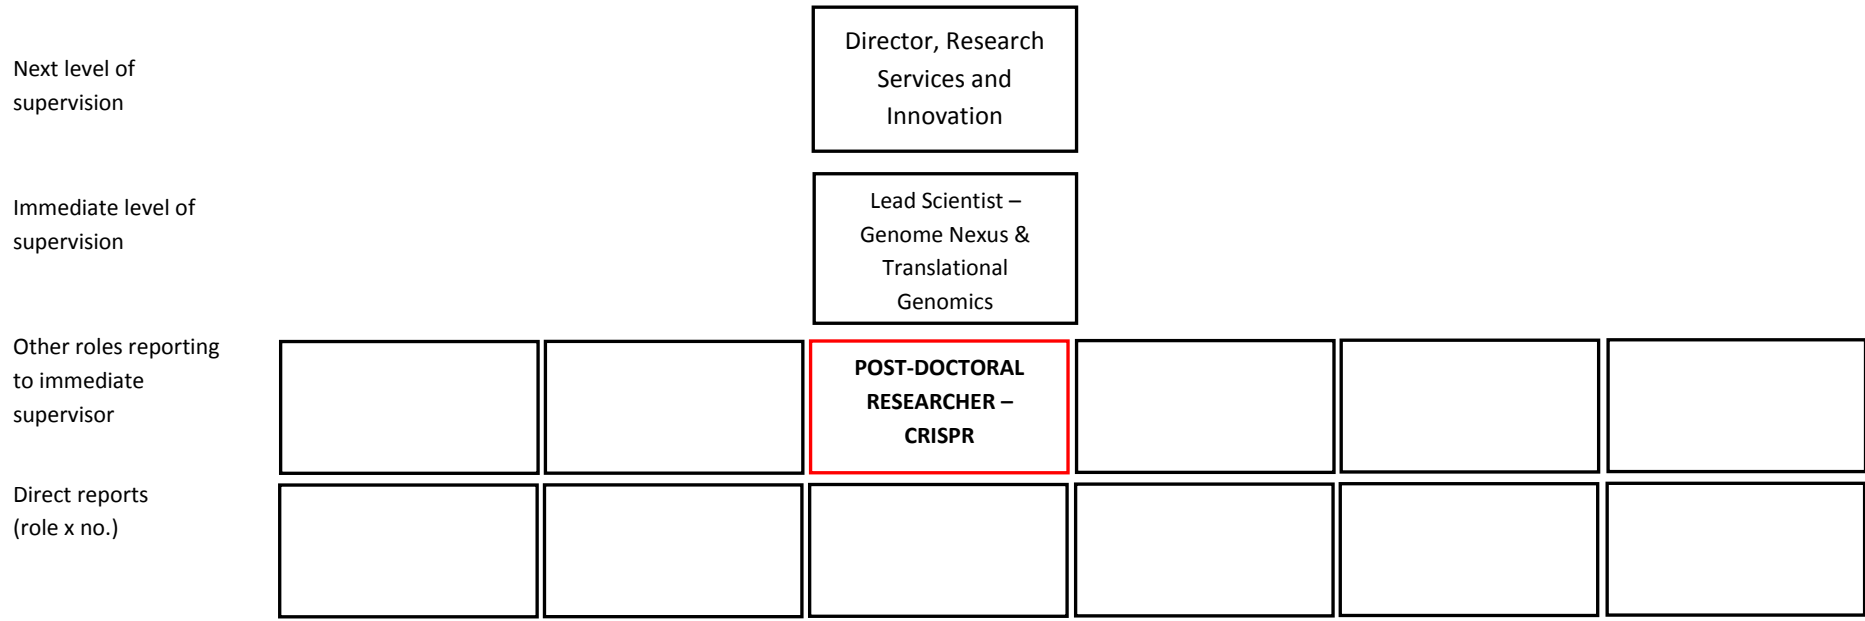 Next level of
supervision
Director, Research
Services and
Innovation
Immediate level of
supervision
Lead Scientist –
Genome Nexus &
Translational
Genomics
Other roles reporting
to immediate
supervisor
POST-DOCTORAL
RESEARCHER –
CRISPR
Direct reports
(role x no.)